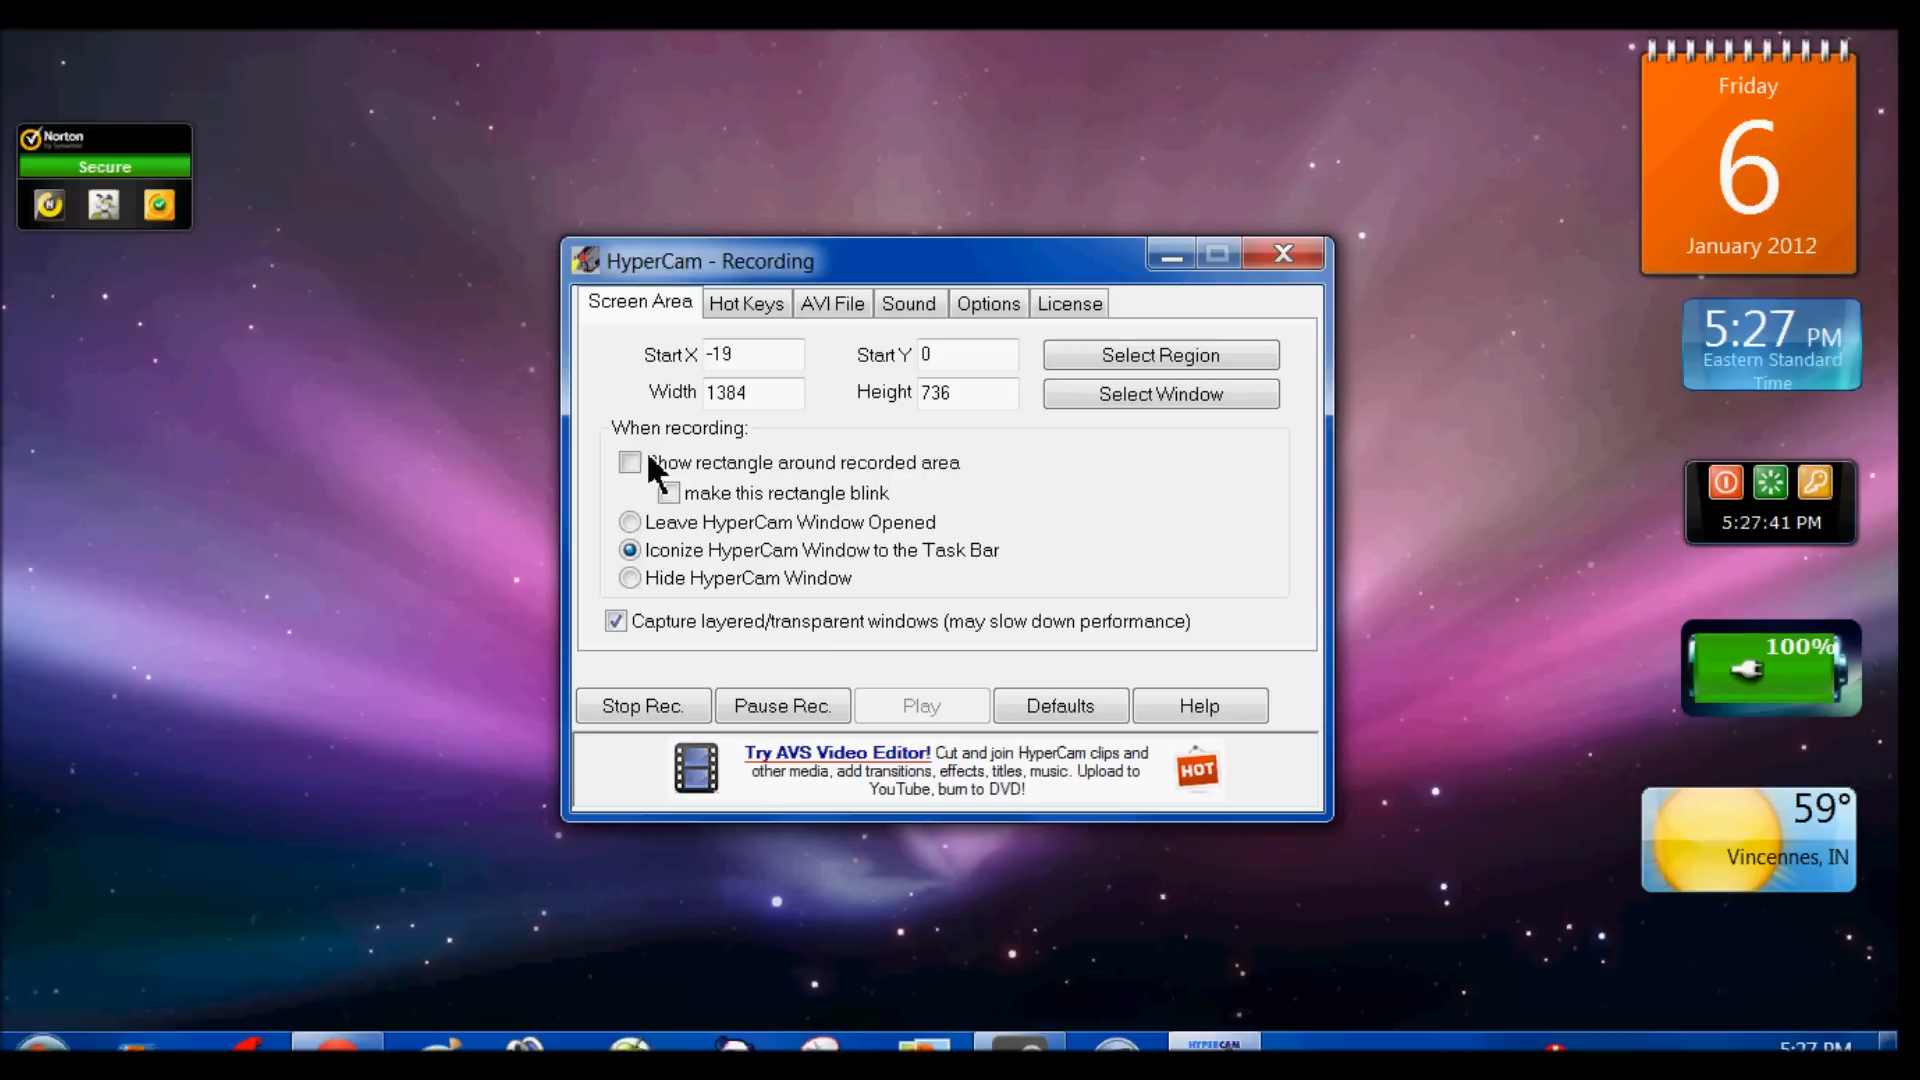 Norton
Secure
Friday
6
January 2012
5:27 PM
Eastern Standard
Time
5:27:41 PM
100%
59°
Vincennes, IN
HyperCam - Recording
Screen Area
Hot Keys
AVI File
Sound
Options
License
Start X -19
Start Y 0
Select Region
Width 1384
Height 736
Select Window
When recording:
Show rectangle around recorded area
make this rectangle blink
Leave HyperCam Window Opened
Iconize HyperCam Window to the Task Bar
Hide HyperCam Window
Capture layered/transparent windows (may slow down performance)
Stop Rec.
Pause Rec.
Play
Defaults
Help
Try AVS Video Editor! Cut and join HyperCam clips and
other media, add transitions, effects, titles, music. Upload to
YouTube, burn to DVD!
HOT
HYPERCAM
5:27 PM